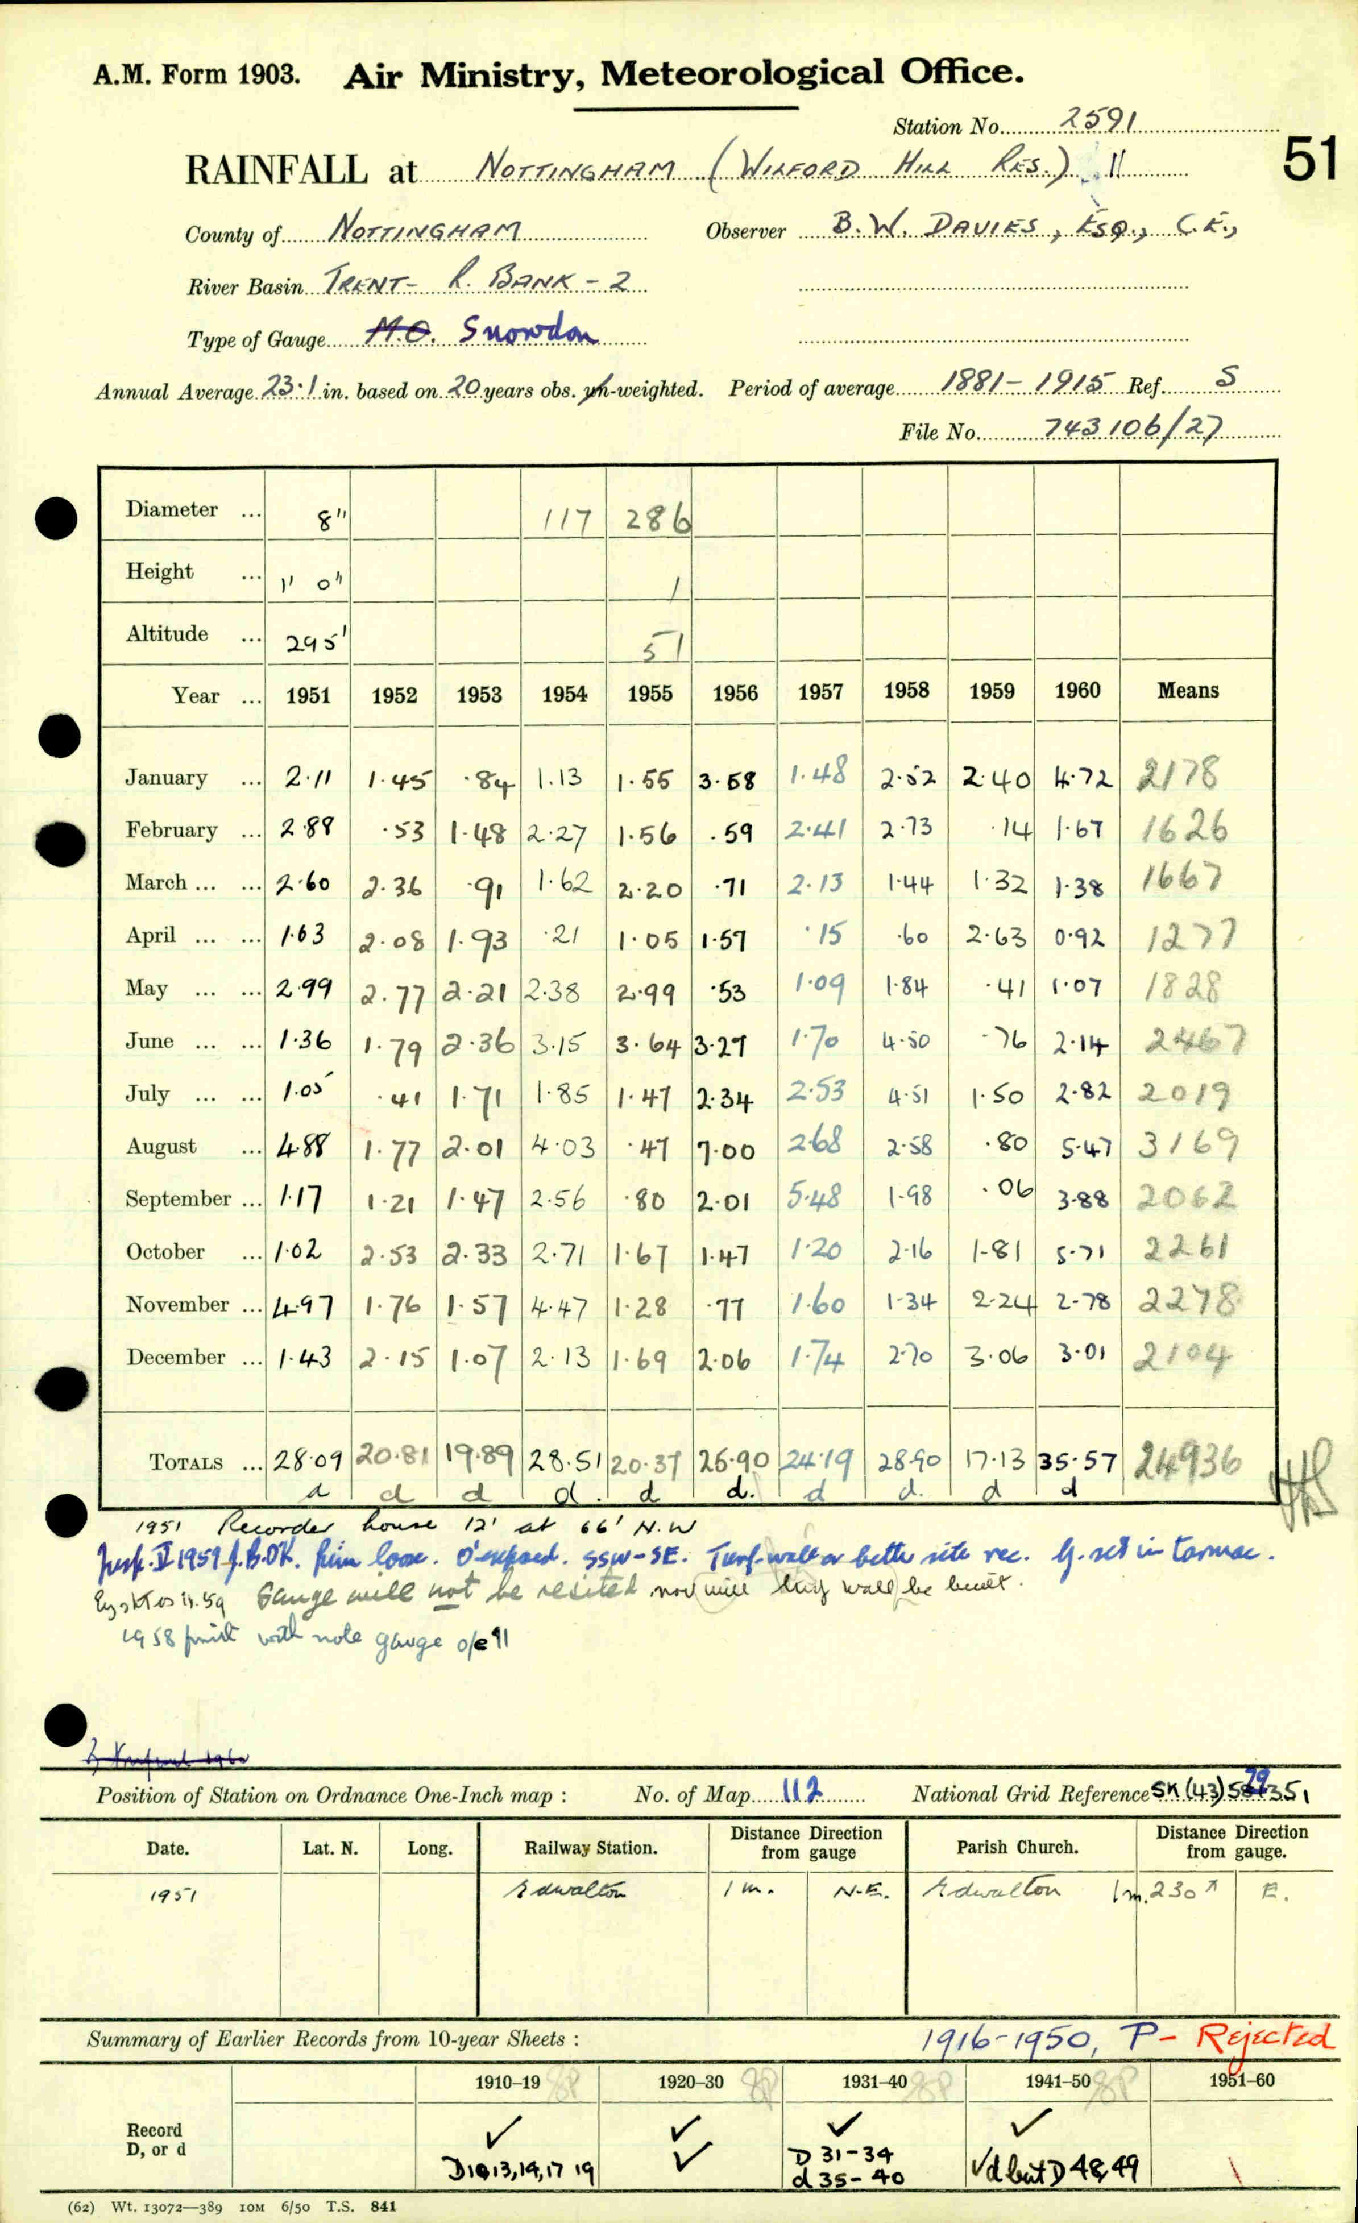 A.M. Form 1903. Air Ministry, Meteorological Office.
Station No. 2591
RAINFALL at NOTTINGHAM (WILFORD HILL RES.) 11 51
County of NOTTINGHAM Observer B.W. DAVIES, ESQ., C.E.,
River Basin TRENT- R. BANK - 2
Type of Gauge M.O. Snowdon
Annual Average 23.1 in. based on 20 years obs. un-weighted. Period of average 1881-1915 Ref. S
File No. 743106/27
Diameter ... 8" 117 286
Height ... 1' 0" 1
Altitude ... 295' 51
Year ... 1951 1952 1953 1954 1955 1956 1957 1958 1959 1960 Means
January ... 2.11 1.45 .84 1.13 1.55 3.58 1.48 2.52 2.40 4.72 2178
February ... 2.88 .53 1.48 2.27 1.56 .59 2.41 2.73 .14 1.67 1626
March ... ... 2.60 2.36 .91 1.62 2.20 .71 2.13 1.44 1.32 1.38 1667
April ... ... 1.63 2.08 1.93 .21 1.05 1.57 .15 .60 2.63 0.92 1277
May ... ... 2.99 2.77 2.21 2.38 2.99 .53 1.09 1.84 .41 1.07 1828
June ... ... 1.36 1.79 2.36 3.15 3.64 3.27 1.70 4.50 .76 2.14 2467
July ... ... 1.05 .41 1.71 1.85 1.47 2.34 2.53 4.51 1.50 2.82 2019
August ... 4.88 1.77 2.01 4.03 .47 7.00 2.68 2.58 .80 5.47 3169
September ... 1.17 1.21 1.47 2.56 .80 2.01 5.48 1.98 .06 3.88 2062
October ... 1.02 2.53 2.33 2.71 1.67 1.47 1.20 2.16 1.81 5.71 2261
November ... 4.97 1.76 1.57 4.47 1.28 .77 1.60 1.34 2.24 2.78 2278
December ... 1.43 2.15 1.07 2.13 1.69 2.06 1.74 2.70 3.06 3.01 2104
TOTALS ... 28.09 20.81 19.89 28.51 20.37 25.90 24.19 28.90 17.13 35.57 24936
d d d d. d d. d d. d d
1951 Recorder house 12' at 66' N.W
Insp. II 1959 J.B. OK. Rim loose. O'exposed. SSW-SE. Turf-wall or better site rec. G. set in tarmac.
Gauge will not be resited nor will turf wall be built.
1958 print with note gauge o/e 11
Position of Station on Ordnance One-Inch map : No. of Map 112 National Grid Reference SK (43) 351
Date. Lat. N. Long. Railway Station. Distance from Direction gauge Parish Church. Distance from Direction gauge.
1951 Edwalton 1 m. N.E. Edwalton 1m. 230 E.
Summary of Earlier Records from 10-year Sheets : 1916-1950, P - Rejected
1910–19 8P 1920–30 8P 1931–40 8P 1941–50 8P 1951–60
Record ✓ ✓ ✓ ✓
D, or d ✓ D 31-34 √d but D 48,49
d 35-40
(62) Wt. 13072—389 10M 6/50 T.S. 841